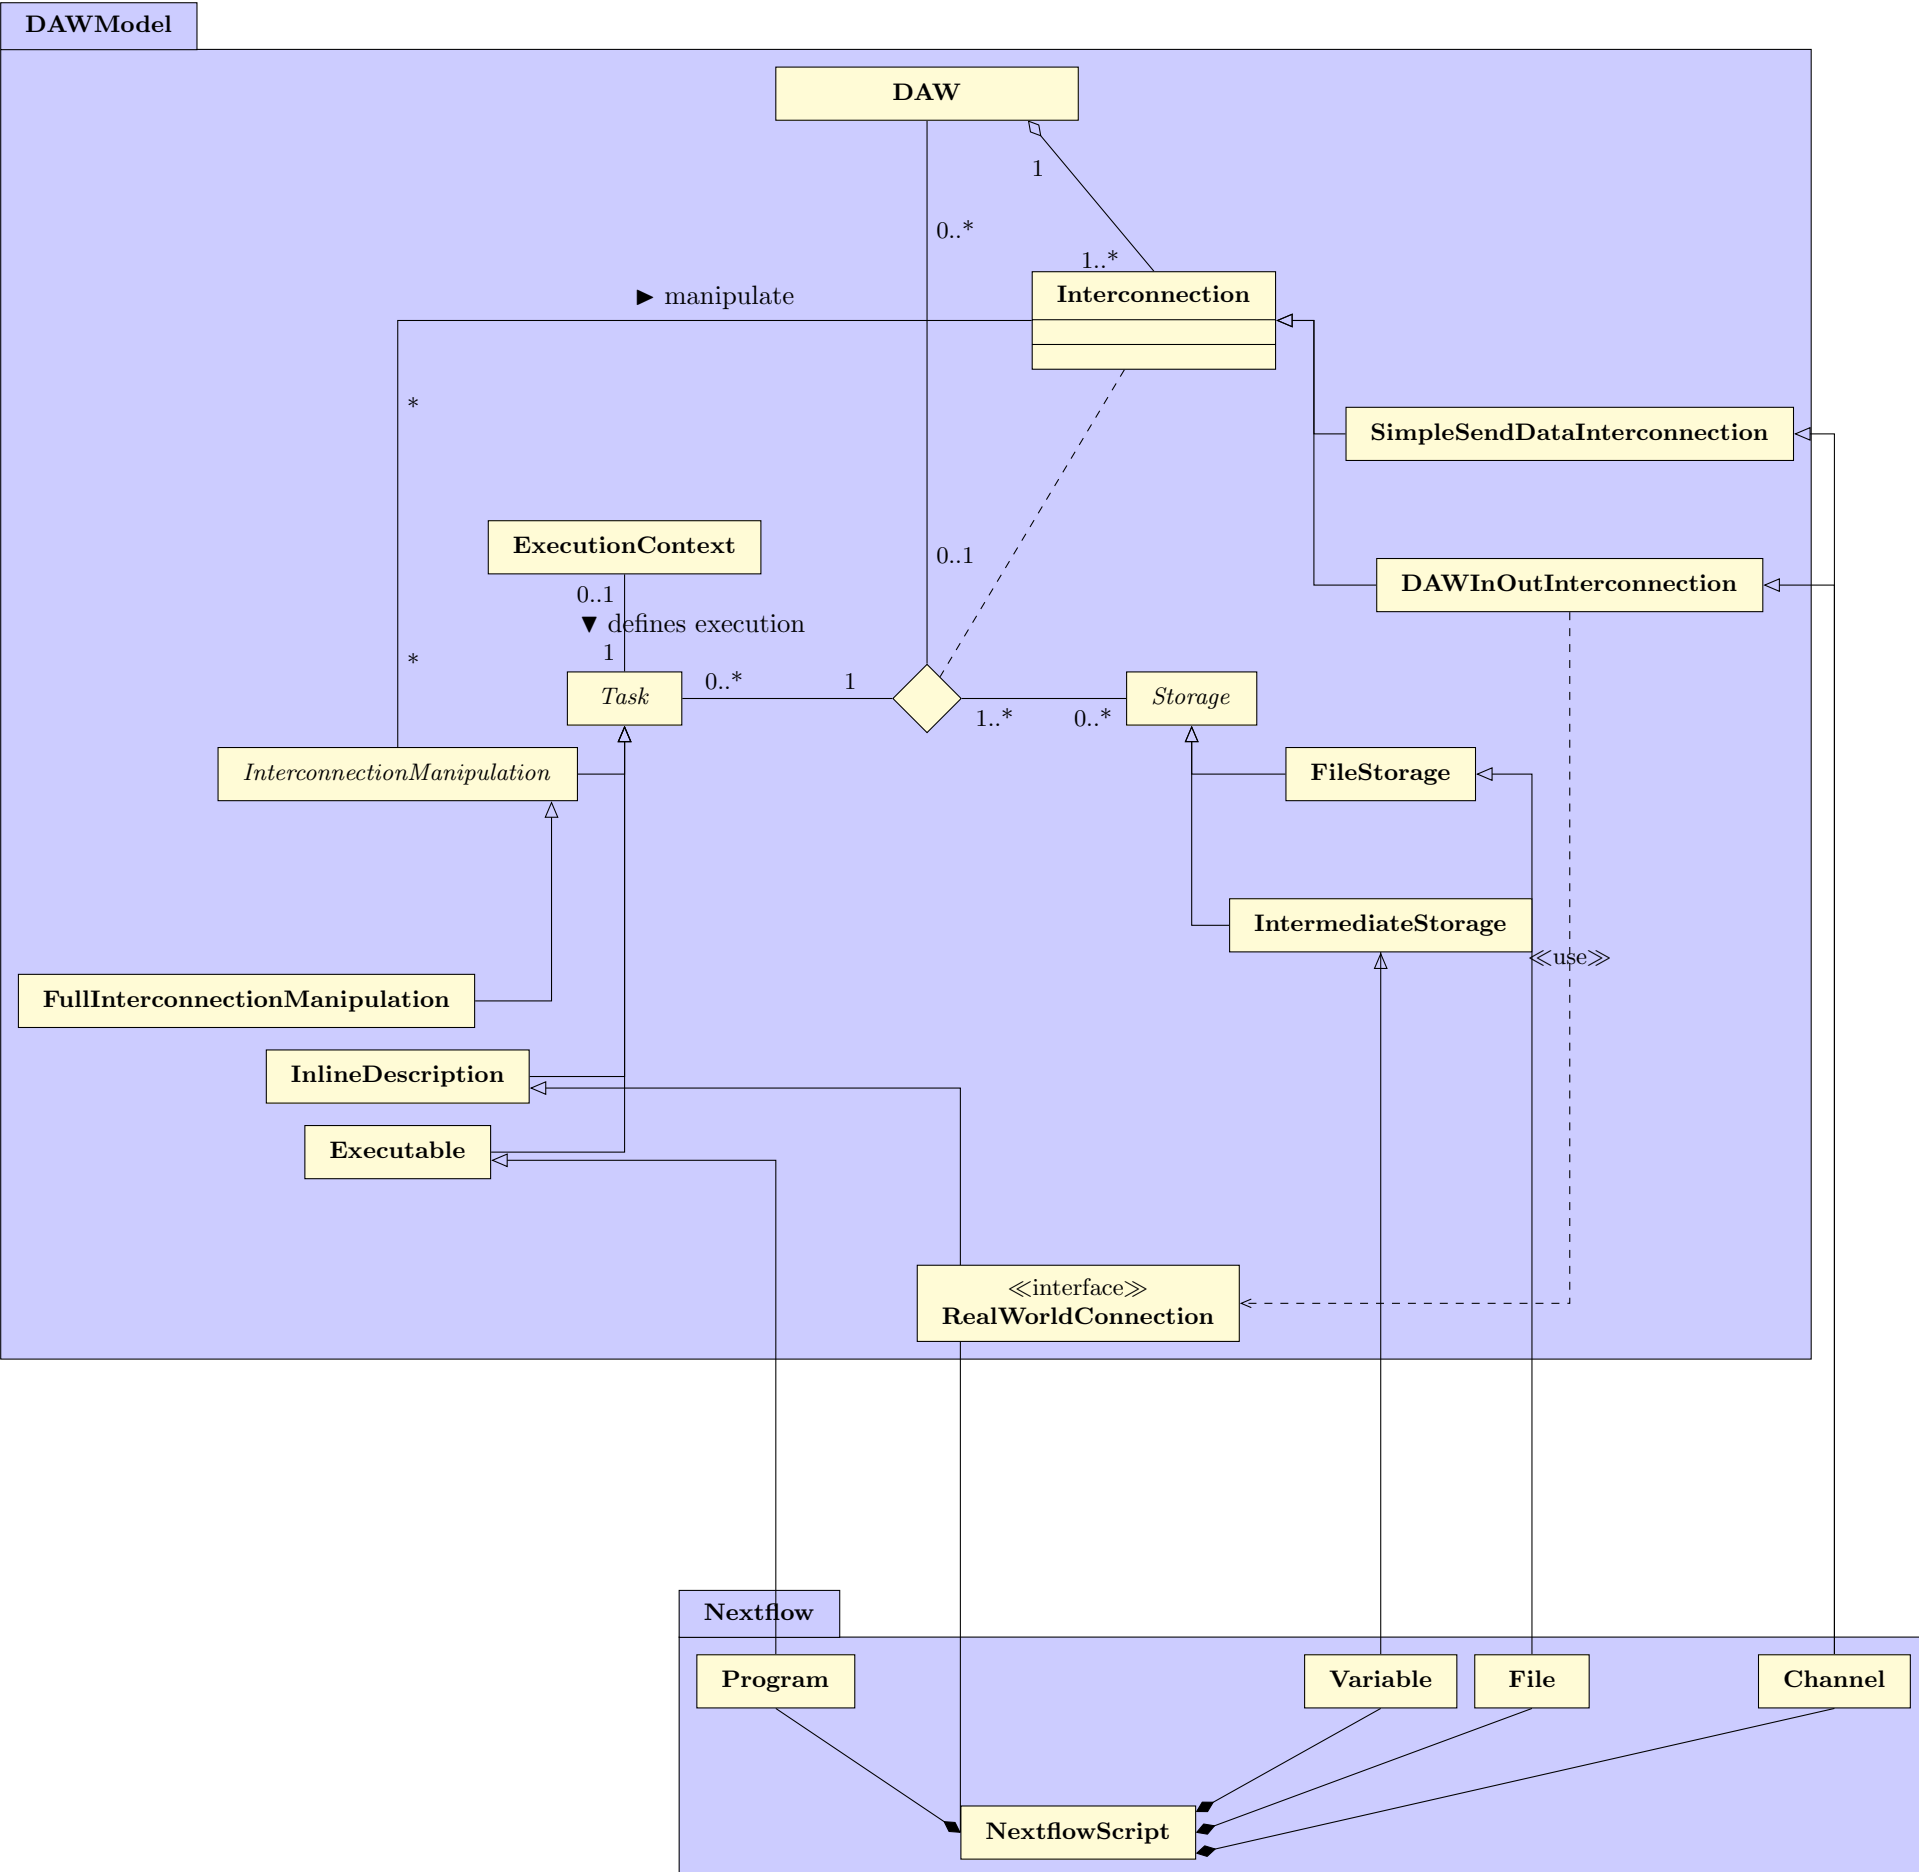 DAWModel
DAW
1
0..*
1..*
▶ manipulate
Interconnection
*
SimpleSendDataInterconnection
ExecutionContext
0..1
DAWInOutInterconnection
0..1
▼ defines execution
1
*
0..*
1
Task
Storage
1..*
0..*
InterconnectionManipulation
FileStorage
IntermediateStorage
≪use≫
FullInterconnectionManipulation
InlineDescription
Executable
≪interface≫
RealWorldConnection
Nextflow
Program
Variable
File
Channel
NextflowScript